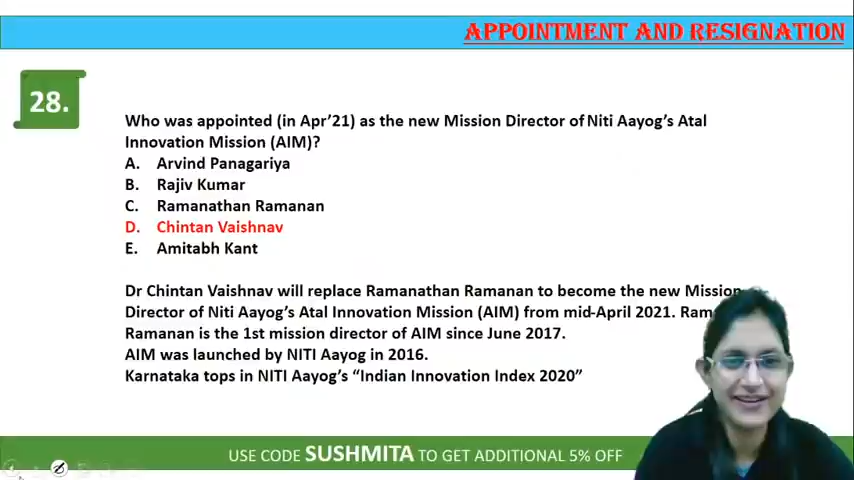 APPOINTMENT AND RESIGNATION
28.
Who was appointed (in Apr'21) as the new Mission Director of Niti Aayog's Atal
Innovation Mission (AIM)?
A. Arvind Panagariya
B. Rajiv Kumar
C. Ramanathan Ramanan
D. Chintan Vaishnav
E. Amitabh Kant
Dr Chintan Vaishnav will replace Ramanathan Ramanan to become the new Mission
Director of Niti Aayog's Atal Innovation Mission (AIM) from mid-April 2021.
Ramanan is the 1st mission director of AIM since June 2017.
AIM was launched by NITI Aayog in 2016.
Karnataka tops in NITI Aayog's “Indian Innovation Index 2020”
USE CODE SUSHMITA TO GET ADDITIONAL 5% OFF